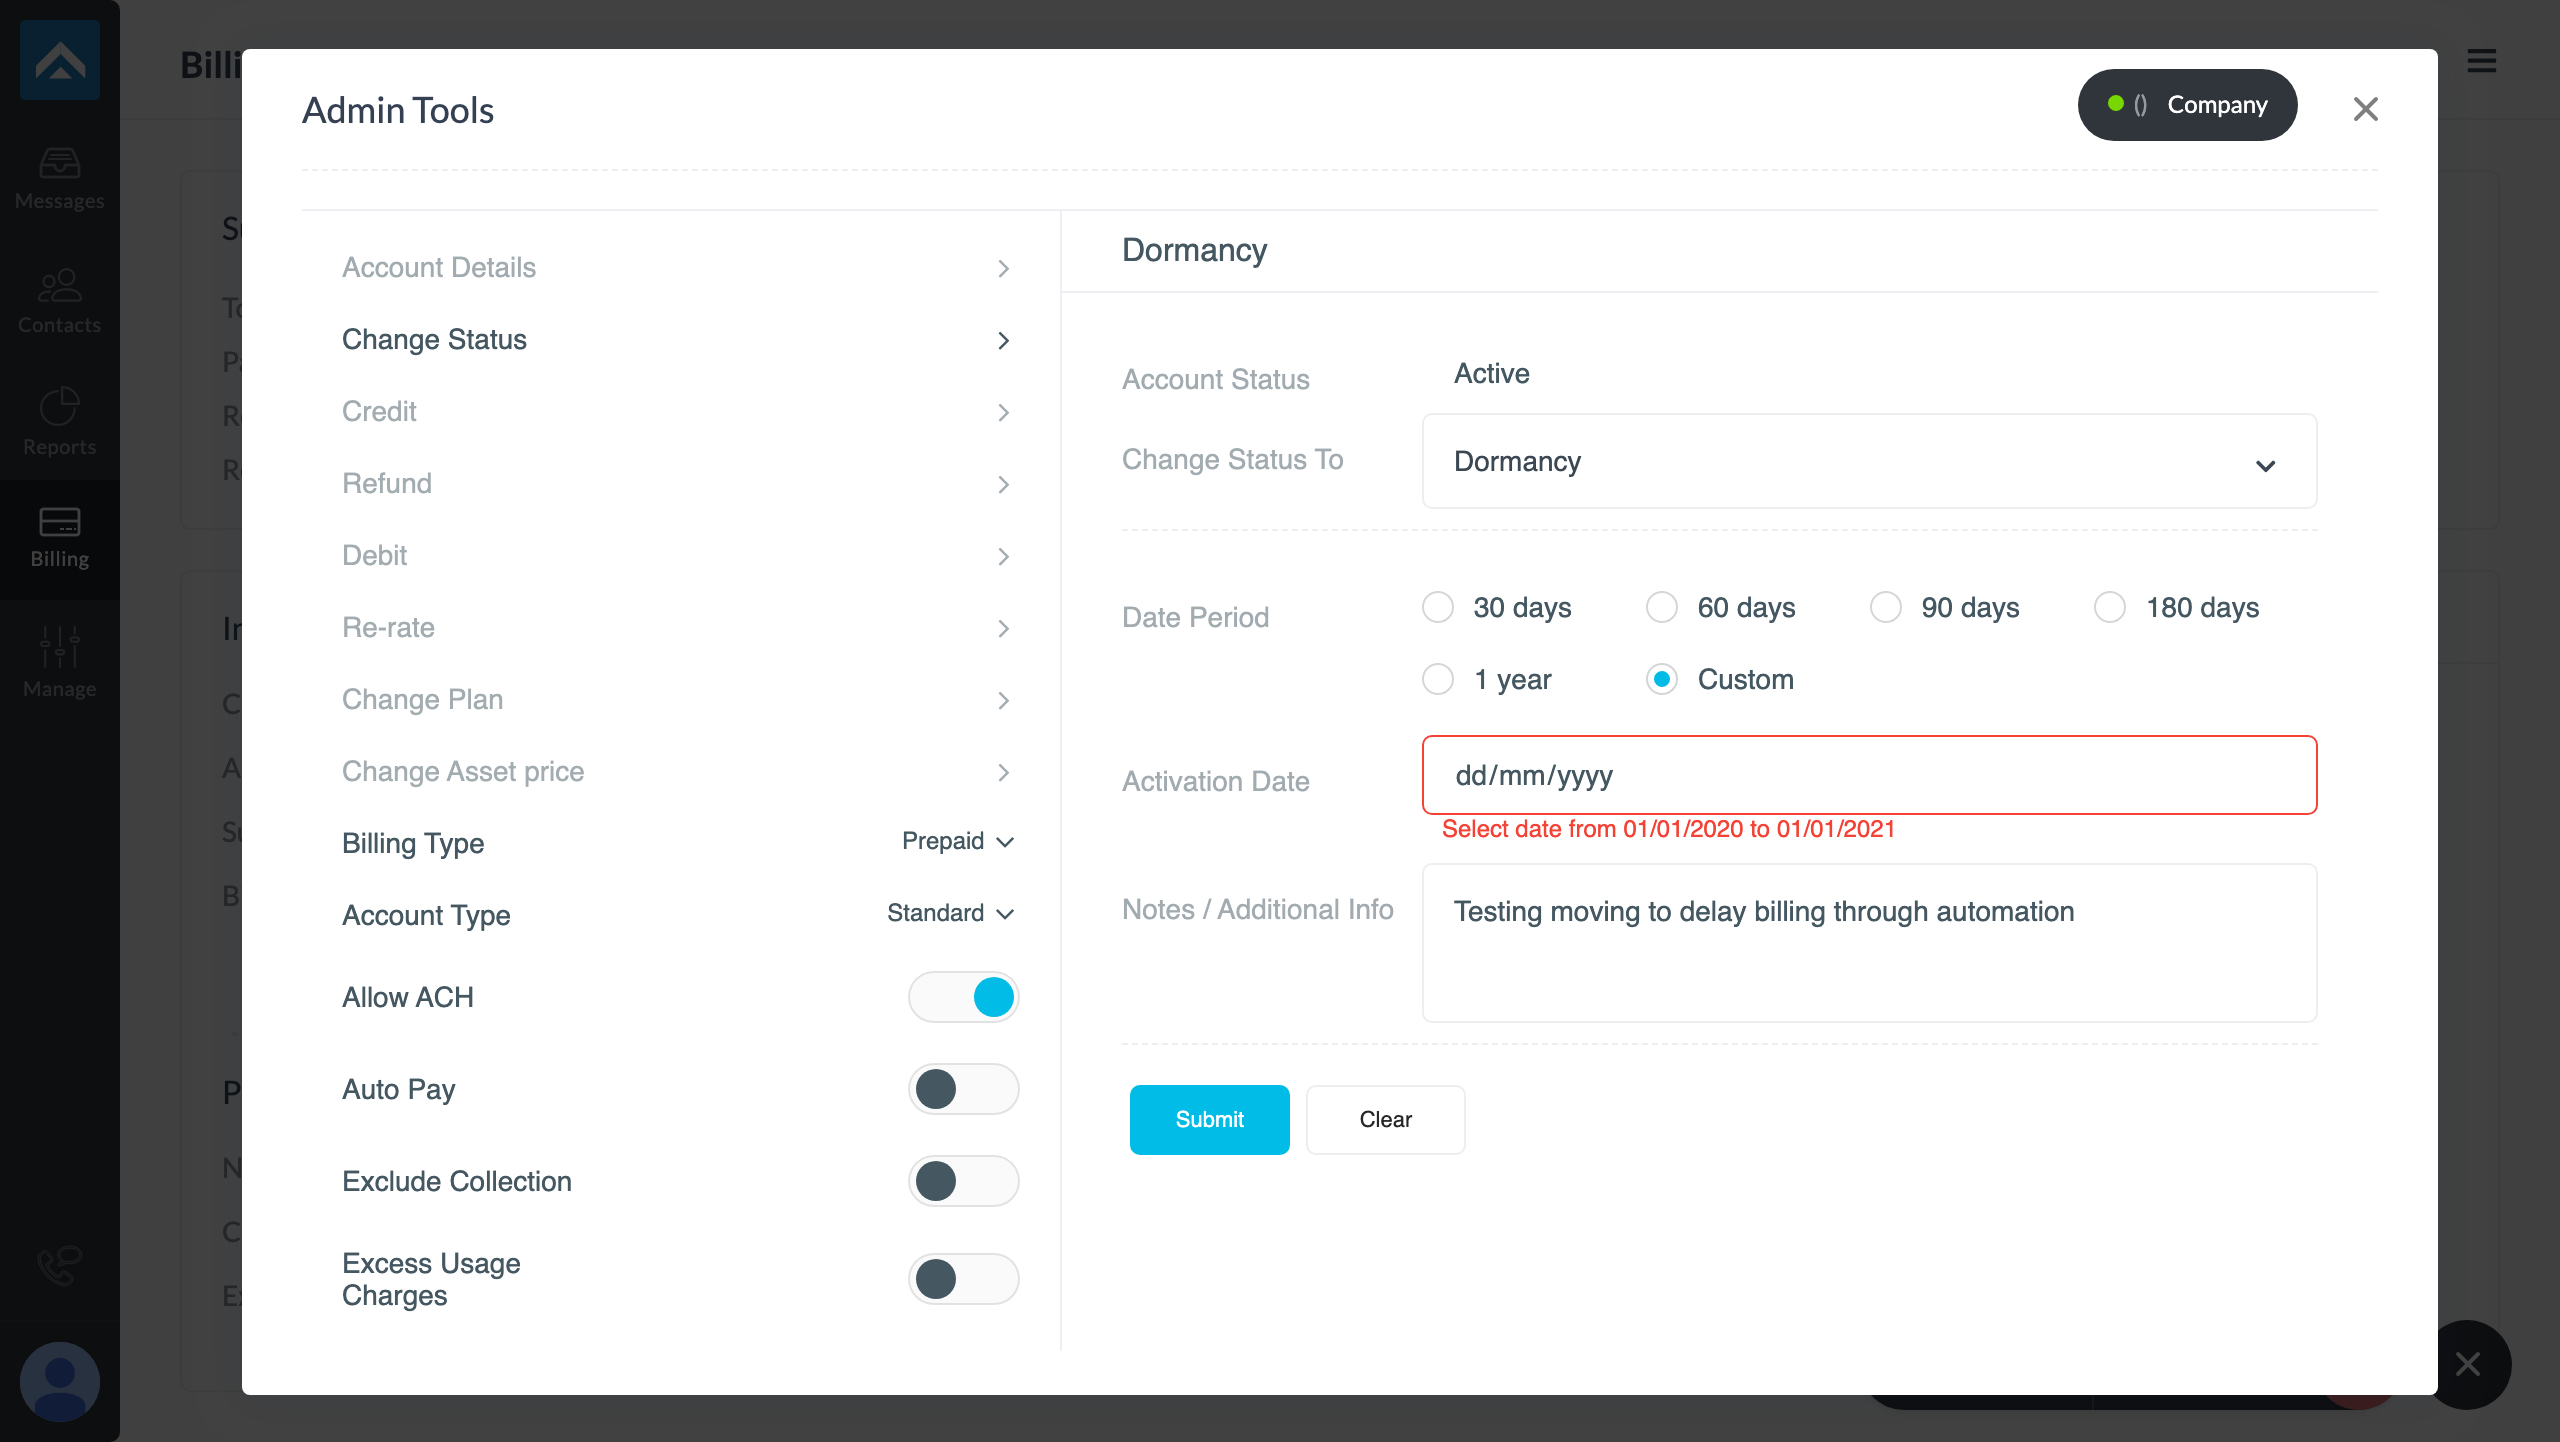 Billi
Admin Tools
() Company
Messages
Contacts
Reports
Billing
Manage
Account Details
Change Status
Credit
Refund
Debit
Re-rate
Change Plan
Change Asset price
Billing Type
Prepaid
Account Type
Standard
Allow ACH
Auto Pay
Exclude Collection
Excess Usage
Charges
Dormancy
Account Status
Active
Change Status To
Dormancy
Date Period
30 days
60 days
90 days
180 days
1 year
Custom
Activation Date
dd/mm/yyyy
Select date from 01/01/2020 to 01/01/2021
Notes / Additional Info
Testing moving to delay billing through automation
Submit
Clear